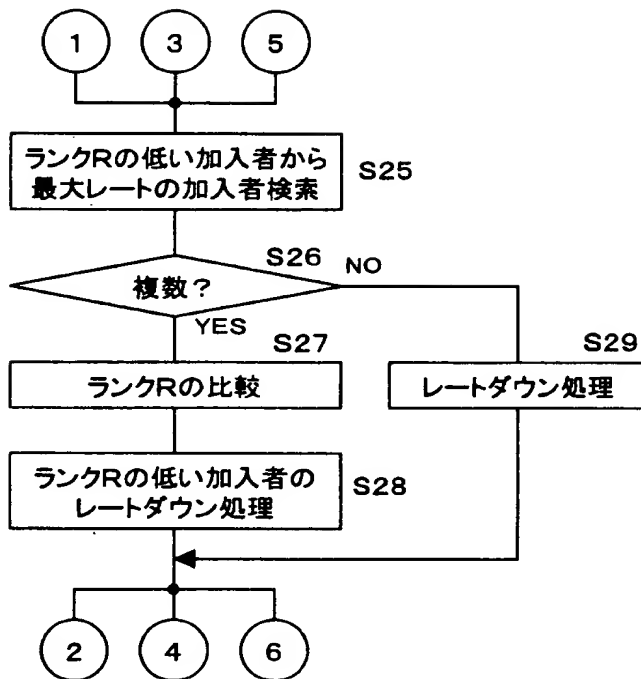 1 3 5
ランクRの低い加入者から
最大レートの加入者検索
S25
S26
複数?
NO
YES
S27
ランクRの比較
S29
レートダウン処理
ランクRの低い加入者の
レートダウン処理
S28
2 4 6